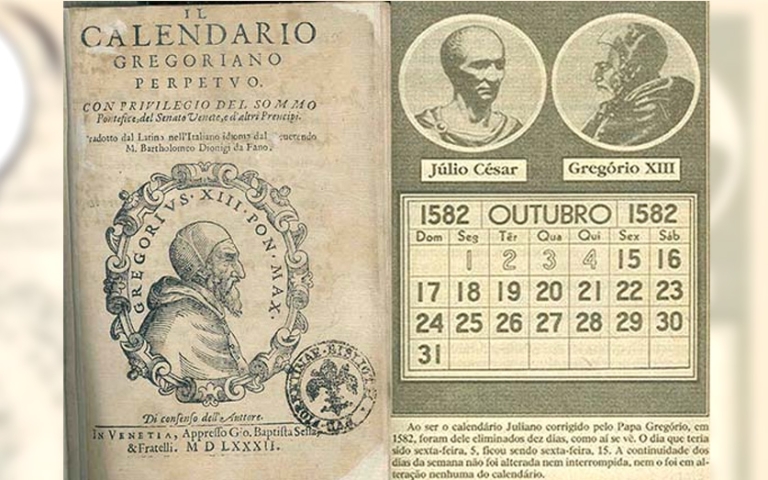 IL
CALENDARIO
GREGORIANO
PERPETVO.
CON PRIVILEGIO DEL SOMMO
Pontefice, del Senato Veneto, e d'altri Prencipi.
dal Latino nell'Italiano idioma dal
M. Bartholomeo Dionigi da Fano.
GREGORIVS · XIII · PON · MAX ·
Di consenso dell'Auttore.
IN VENETIA, Appresso Gio. Baptista Sessa,
& Fratelli. M D LXXXII.
Júlio César
Gregório XIII
1582 OUTUBRO 1582
Dom Seg Têr Qua Qui Sex Sáb
1 2 3 4 15 16
17 18 19 20 21 22 23
24 25 26 27 28 29 30
31
Ao ser o calendário Juliano corrigido pelo Papa Gregório, em
1582, foram dele eliminados dez dias, como aí se vê. O dia que teria
sido sexta-feira, 5, ficou sendo sexta-feira, 15. A continuidade dos
dias da semana não foi alterada nem interrompida, nem o foi em al-
teração nenhuma do calendário.